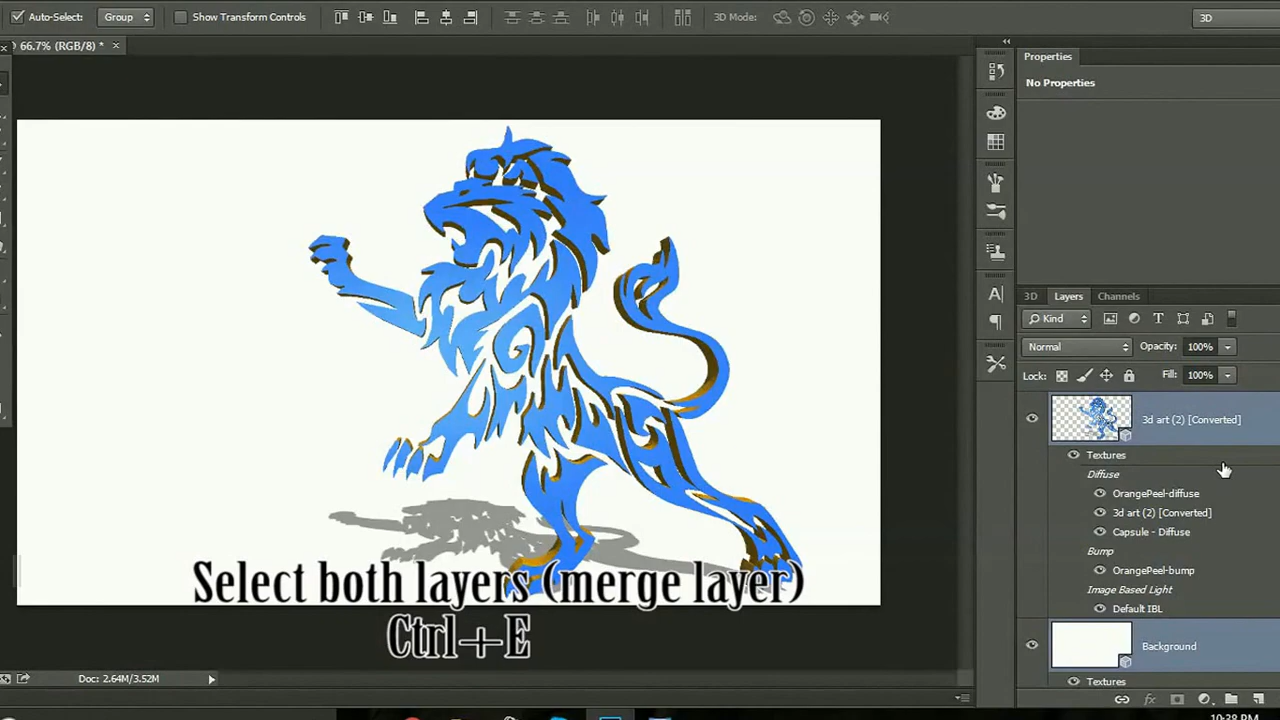 Auto-Select:
Group
Show Transform Controls
3D Mode:
3D
66.7% (RGB/8) *
Properties
No Properties
3D
Layers
Channels
Kind
Normal
Opacity: 100%
Lock:
Fill: 100%
3d art (2) [Converted]
Textures
Diffuse
OrangePeel-diffuse
3d art (2) [Converted]
Capsule - Diffuse
Bump
OrangePeel-bump
Image Based Light
Default IBL
Background
Textures
Select both layers (merge layer)
Ctrl+E
Doc: 2.64M/3.52M
10:38 PM